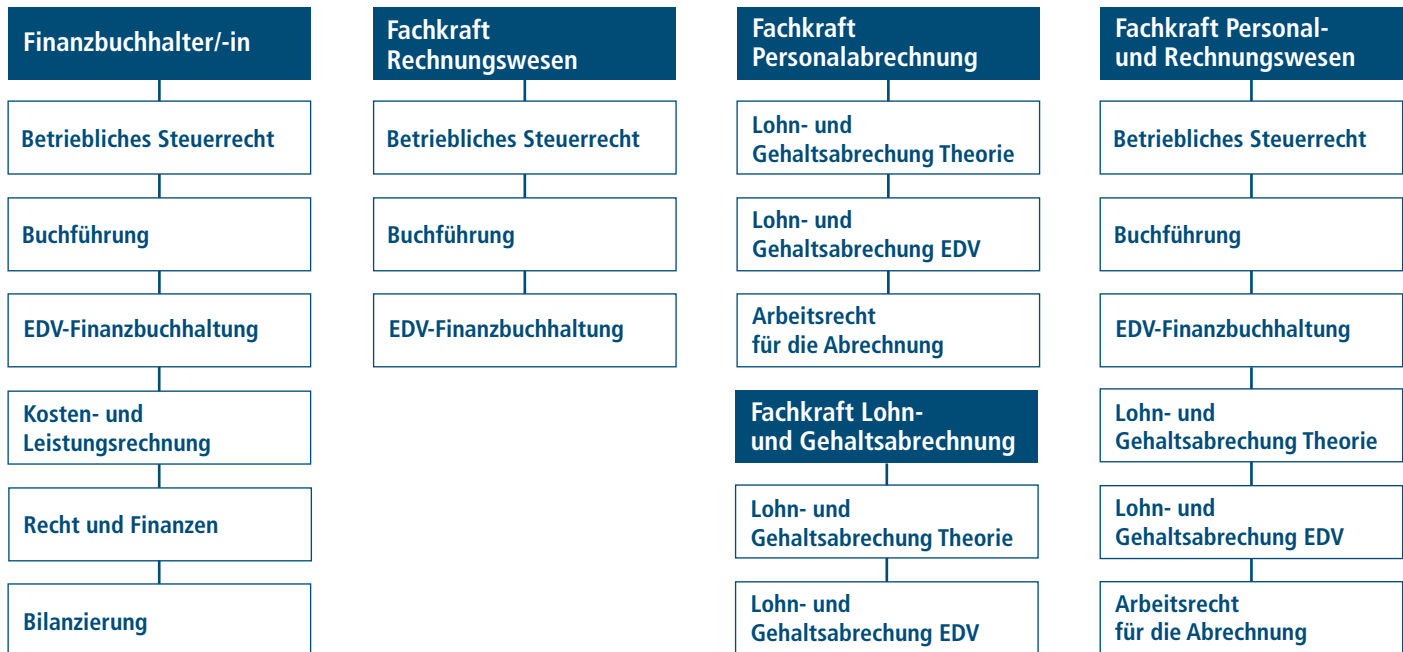 Finanzbuchhalter/-in
Betriebliches Steuerrecht
Buchführung
EDV-Finanzbuchhaltung
Kosten- und
Leistungsrechnung
Recht und Finanzen
Bilanzierung
Fachkraft
Rechnungswesen
Betriebliches Steuerrecht
Buchführung
EDV-Finanzbuchhaltung
Fachkraft
Personalabrechnung
Lohn- und
Gehaltsabrechung Theorie
Lohn- und
Gehaltsabrechung EDV
Arbeitsrecht
für die Abrechnung
Fachkraft Lohn-
und Gehaltsabrechnung
Lohn- und
Gehaltsabrechung Theorie
Lohn- und
Gehaltsabrechung EDV
Fachkraft Personal-
und Rechnungswesen
Betriebliches Steuerrecht
Buchführung
EDV-Finanzbuchhaltung
Lohn- und
Gehaltsabrechung Theorie
Lohn- und
Gehaltsabrechung EDV
Arbeitsrecht
für die Abrechnung